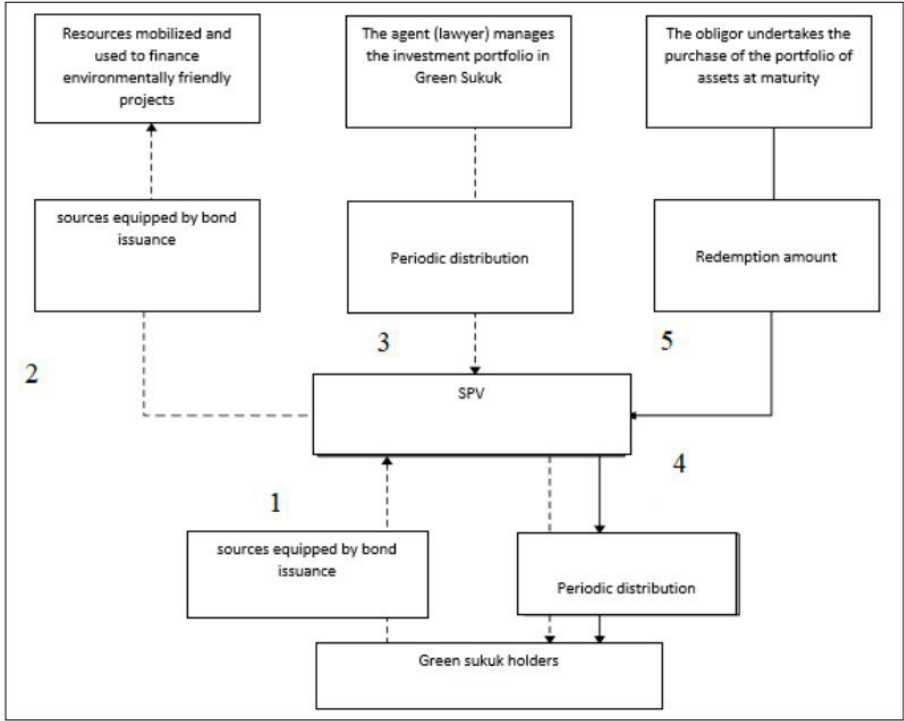 Resources mobilized and
used to finance
environmentally friendly
projects
The agent (lawyer) manages
the investment portfolio in
Green Sukuk
The obligor undertakes the
purchase of the portfolio of
assets at maturity
sources equipped by bond
issuance
Periodic distribution
Redemption amount
2
3
5
SPV
4
1
sources equipped by bond
issuance
Periodic distribution
Green sukuk holders